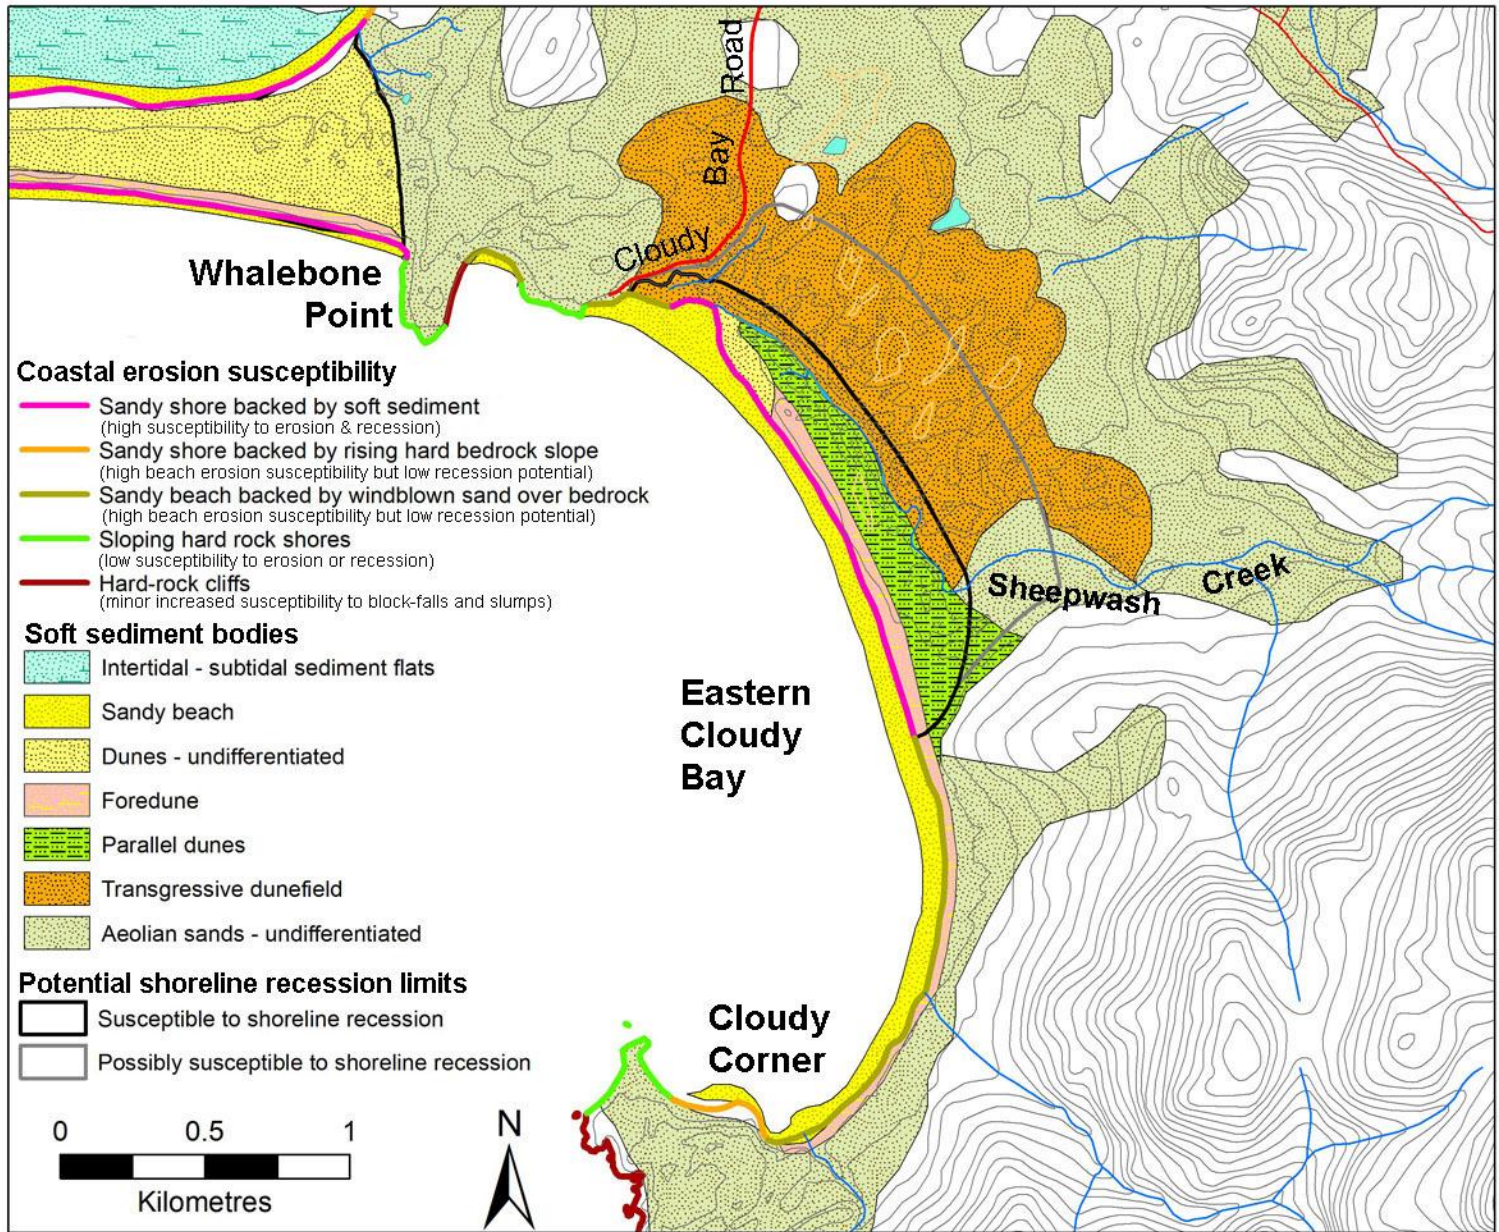 Road
Bay
Cloudy
Whalebone
Point
Coastal erosion susceptibility
Sandy shore backed by soft sediment
(high susceptibility to erosion & recession)
Sandy shore backed by rising hard bedrock slope
(high beach erosion susceptibility but low recession potential)
Sandy beach backed by windblown sand over bedrock
(high beach erosion susceptibility but low recession potential)
Sloping hard rock shores
(low susceptibility to erosion or recession)
Hard-rock cliffs
(minor increased susceptibility to block-falls and slumps)
Soft sediment bodies
Intertidal - subtidal sediment flats
Sandy beach
Dunes - undifferentiated
Foredune
Parallel dunes
Transgressive dunefield
Aeolian sands - undifferentiated
Potential shoreline recession limits
Susceptible to shoreline recession
Possibly susceptible to shoreline recession
0 0.5 1
Kilometres
N
Sheepwash Creek
Eastern
Cloudy
Bay
Cloudy
Corner